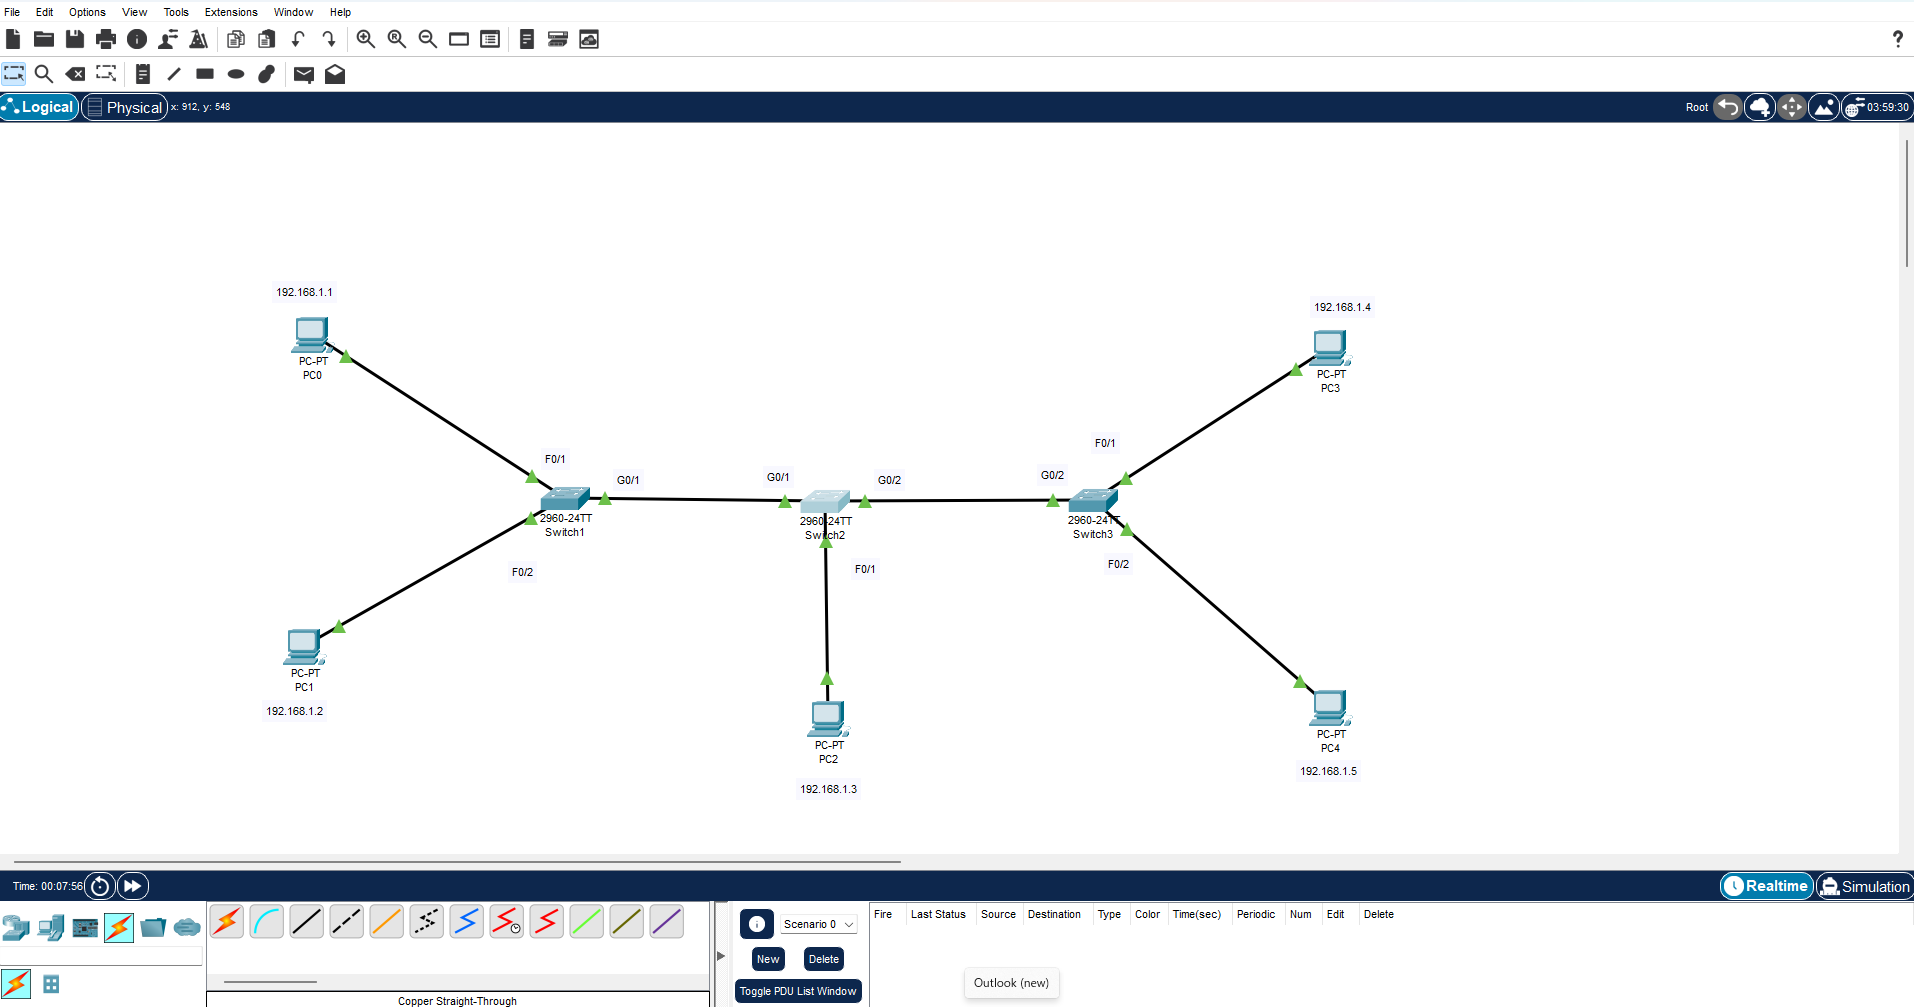 File Edit Options View Tools Extensions Window Help
?
Logical Physical x: 912, y: 548 Root 03:59:30
192.168.1.1
192.168.1.4
PC-PT
PC0
PC-PT
PC3
F0/1
F0/1
G0/1
G0/1
G0/2
G0/2
2960-24TT
Switch1
2960-24TT
Switch2
2960-24TT
Switch3
F0/2
F0/1
F0/2
PC-PT
PC1
192.168.1.2
PC-PT
PC2
192.168.1.3
PC-PT
PC4
192.168.1.5
Time: 00:07:56 Realtime Simulation
Scenario 0
New Delete
Toggle PDU List Window
Fire Last Status Source Destination Type Color Time(sec) Periodic Num Edit Delete
Outlook (new)
Copper Straight-Through